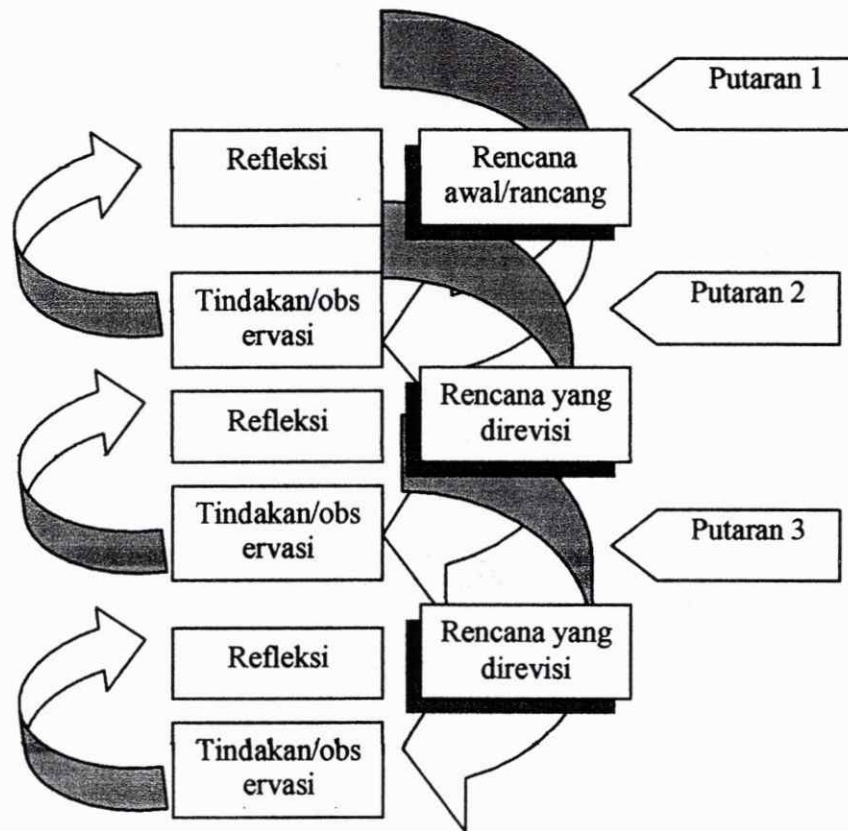 Putaran 1
Refleksi
Rencana
awal/rancang
Putaran 2
Tindakan/obs
ervasi
Rencana yang
direvisi
Refleksi
Tindakan/obs
ervasi
Putaran 3
Rencana yang
direvisi
Refleksi
Tindakan/obs
ervasi